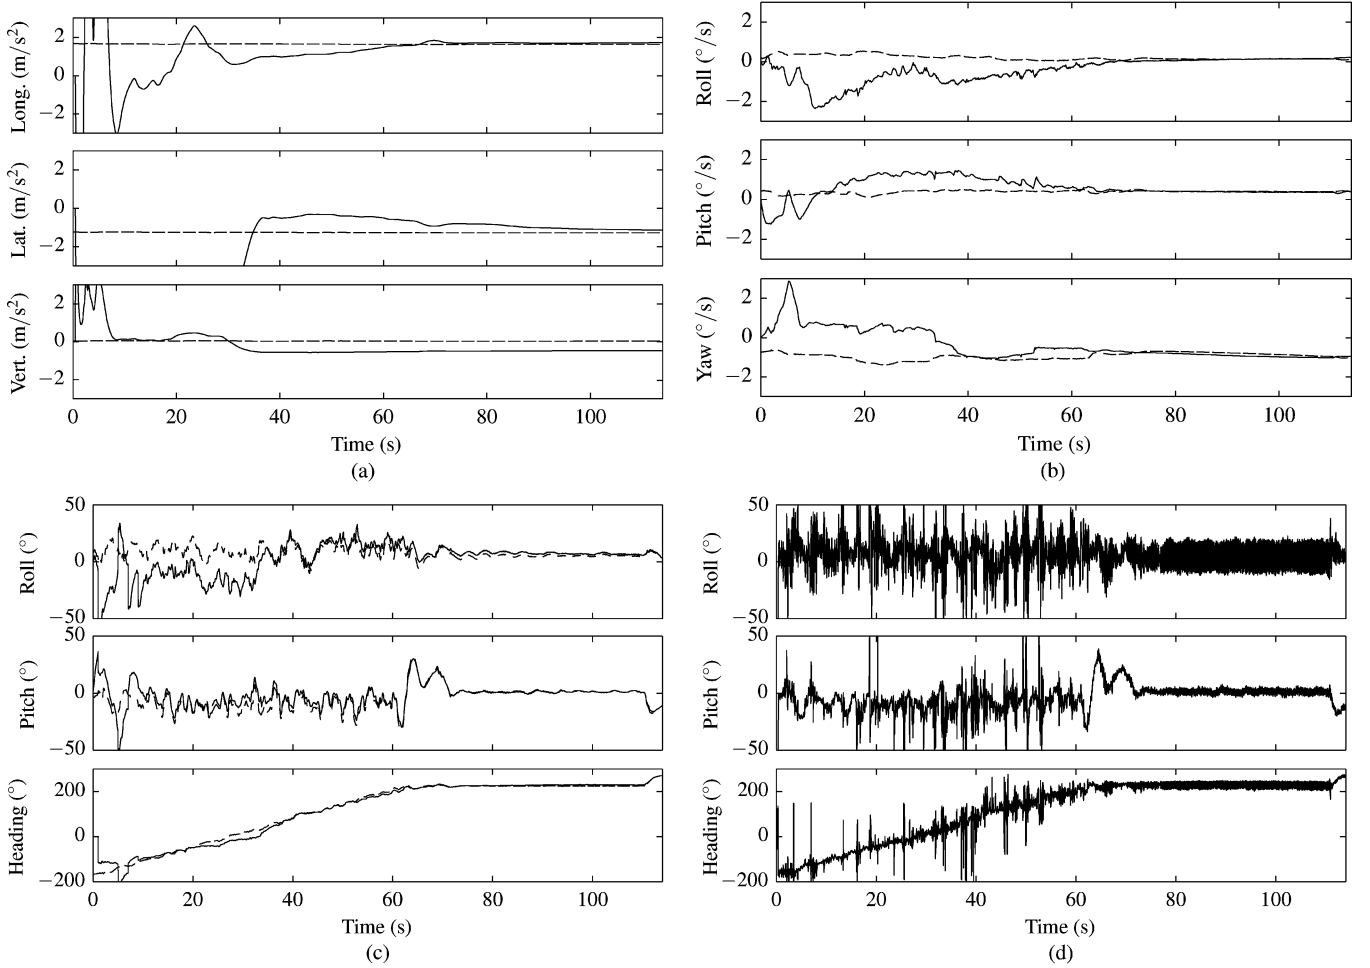 Long. (m/s²)
2
0
−2
Lat. (m/s²)
2
0
−2
Vert. (m/s²)
2
0
−2
0 20 40 60 80 100
Time (s)
(a)
Roll (°/s)
2
0
−2
Pitch (°/s)
2
0
−2
Yaw (°/s)
2
0
−2
0 20 40 60 80 100
Time (s)
(b)
Roll (°)
50
0
−50
Pitch (°)
50
0
−50
Heading (°)
200
0
−200
0 20 40 60 80 100
Time (s)
(c)
Roll (°)
50
0
−50
Pitch (°)
50
0
−50
Heading (°)
200
0
−200
0 20 40 60 80 100
Time (s)
(d)